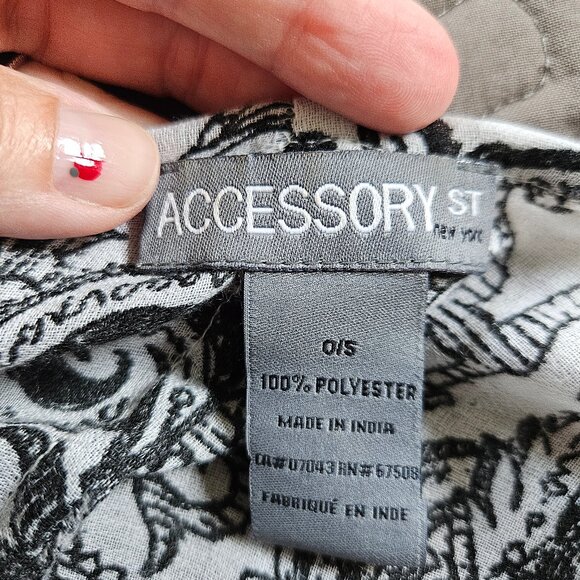 ACCESSORY ST
new york
O/S
100% POLYESTER
MADE IN INDIA
CA# 07043 RN# 67508
FABRIQUÉ EN INDE